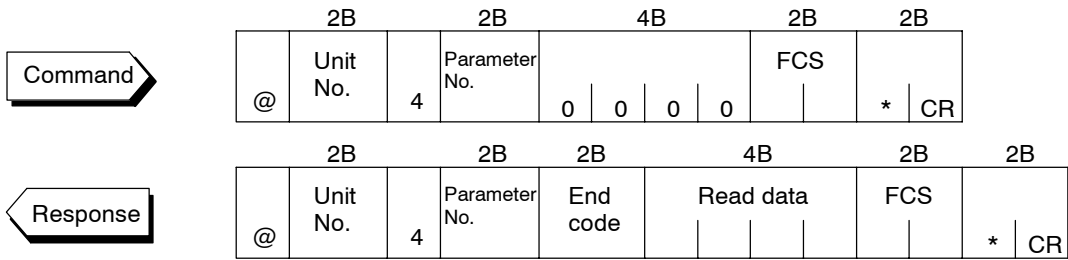 2B 2B 4B 2B 2B
Command
@ Unit No. 4 Parameter No. 0 0 0 0 FCS * CR
2B 2B 2B 4B 2B 2B
Response
@ Unit No. 4 Parameter No. End code Read data FCS * CR